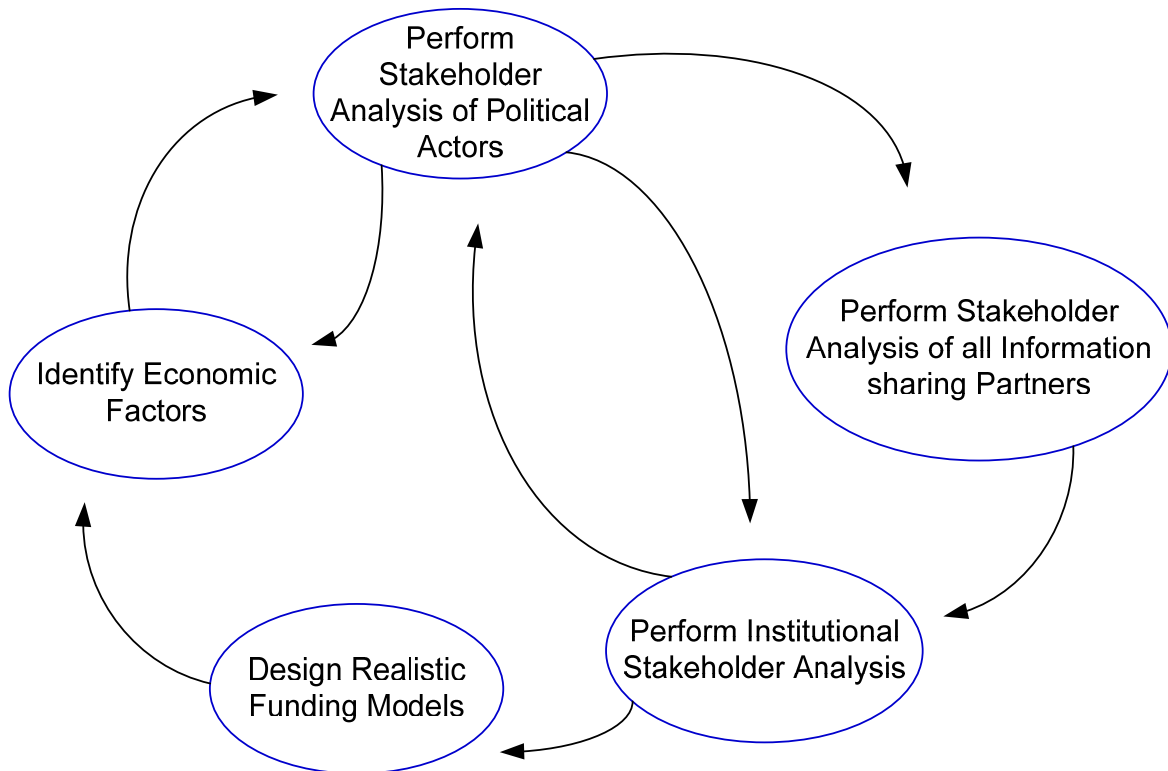 Perform
Stakeholder
Analysis of Political
Actors
Perform Stakeholder
Analysis of all Information
sharing Partners
Identify Economic
Factors
Perform Institutional
Stakeholder Analysis
Design Realistic
Funding Models